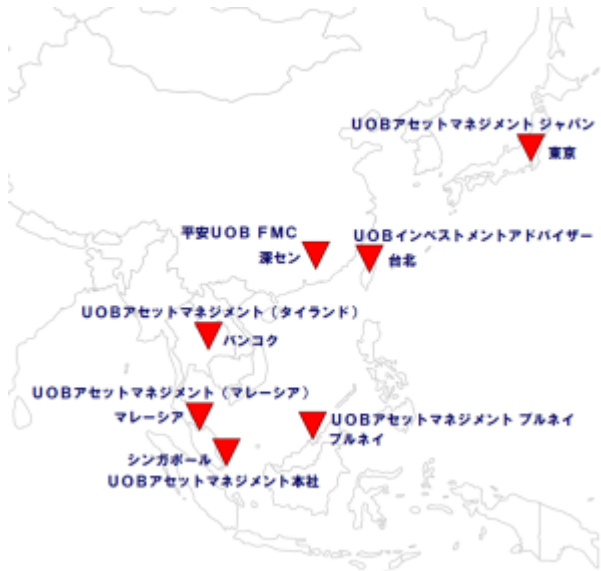 UOBアセットマネジメント ジャパン
東京
平安UOB FMC
深セン
UOBインベストメントアドバイザー
台北
UOBアセットマネジメント（タイランド）
バンコク
UOBアセットマネジメント（マレーシア）
マレーシア
UOBアセットマネジメント ブルネイ
ブルネイ
シンガポール
UOBアセットマネジメント本社